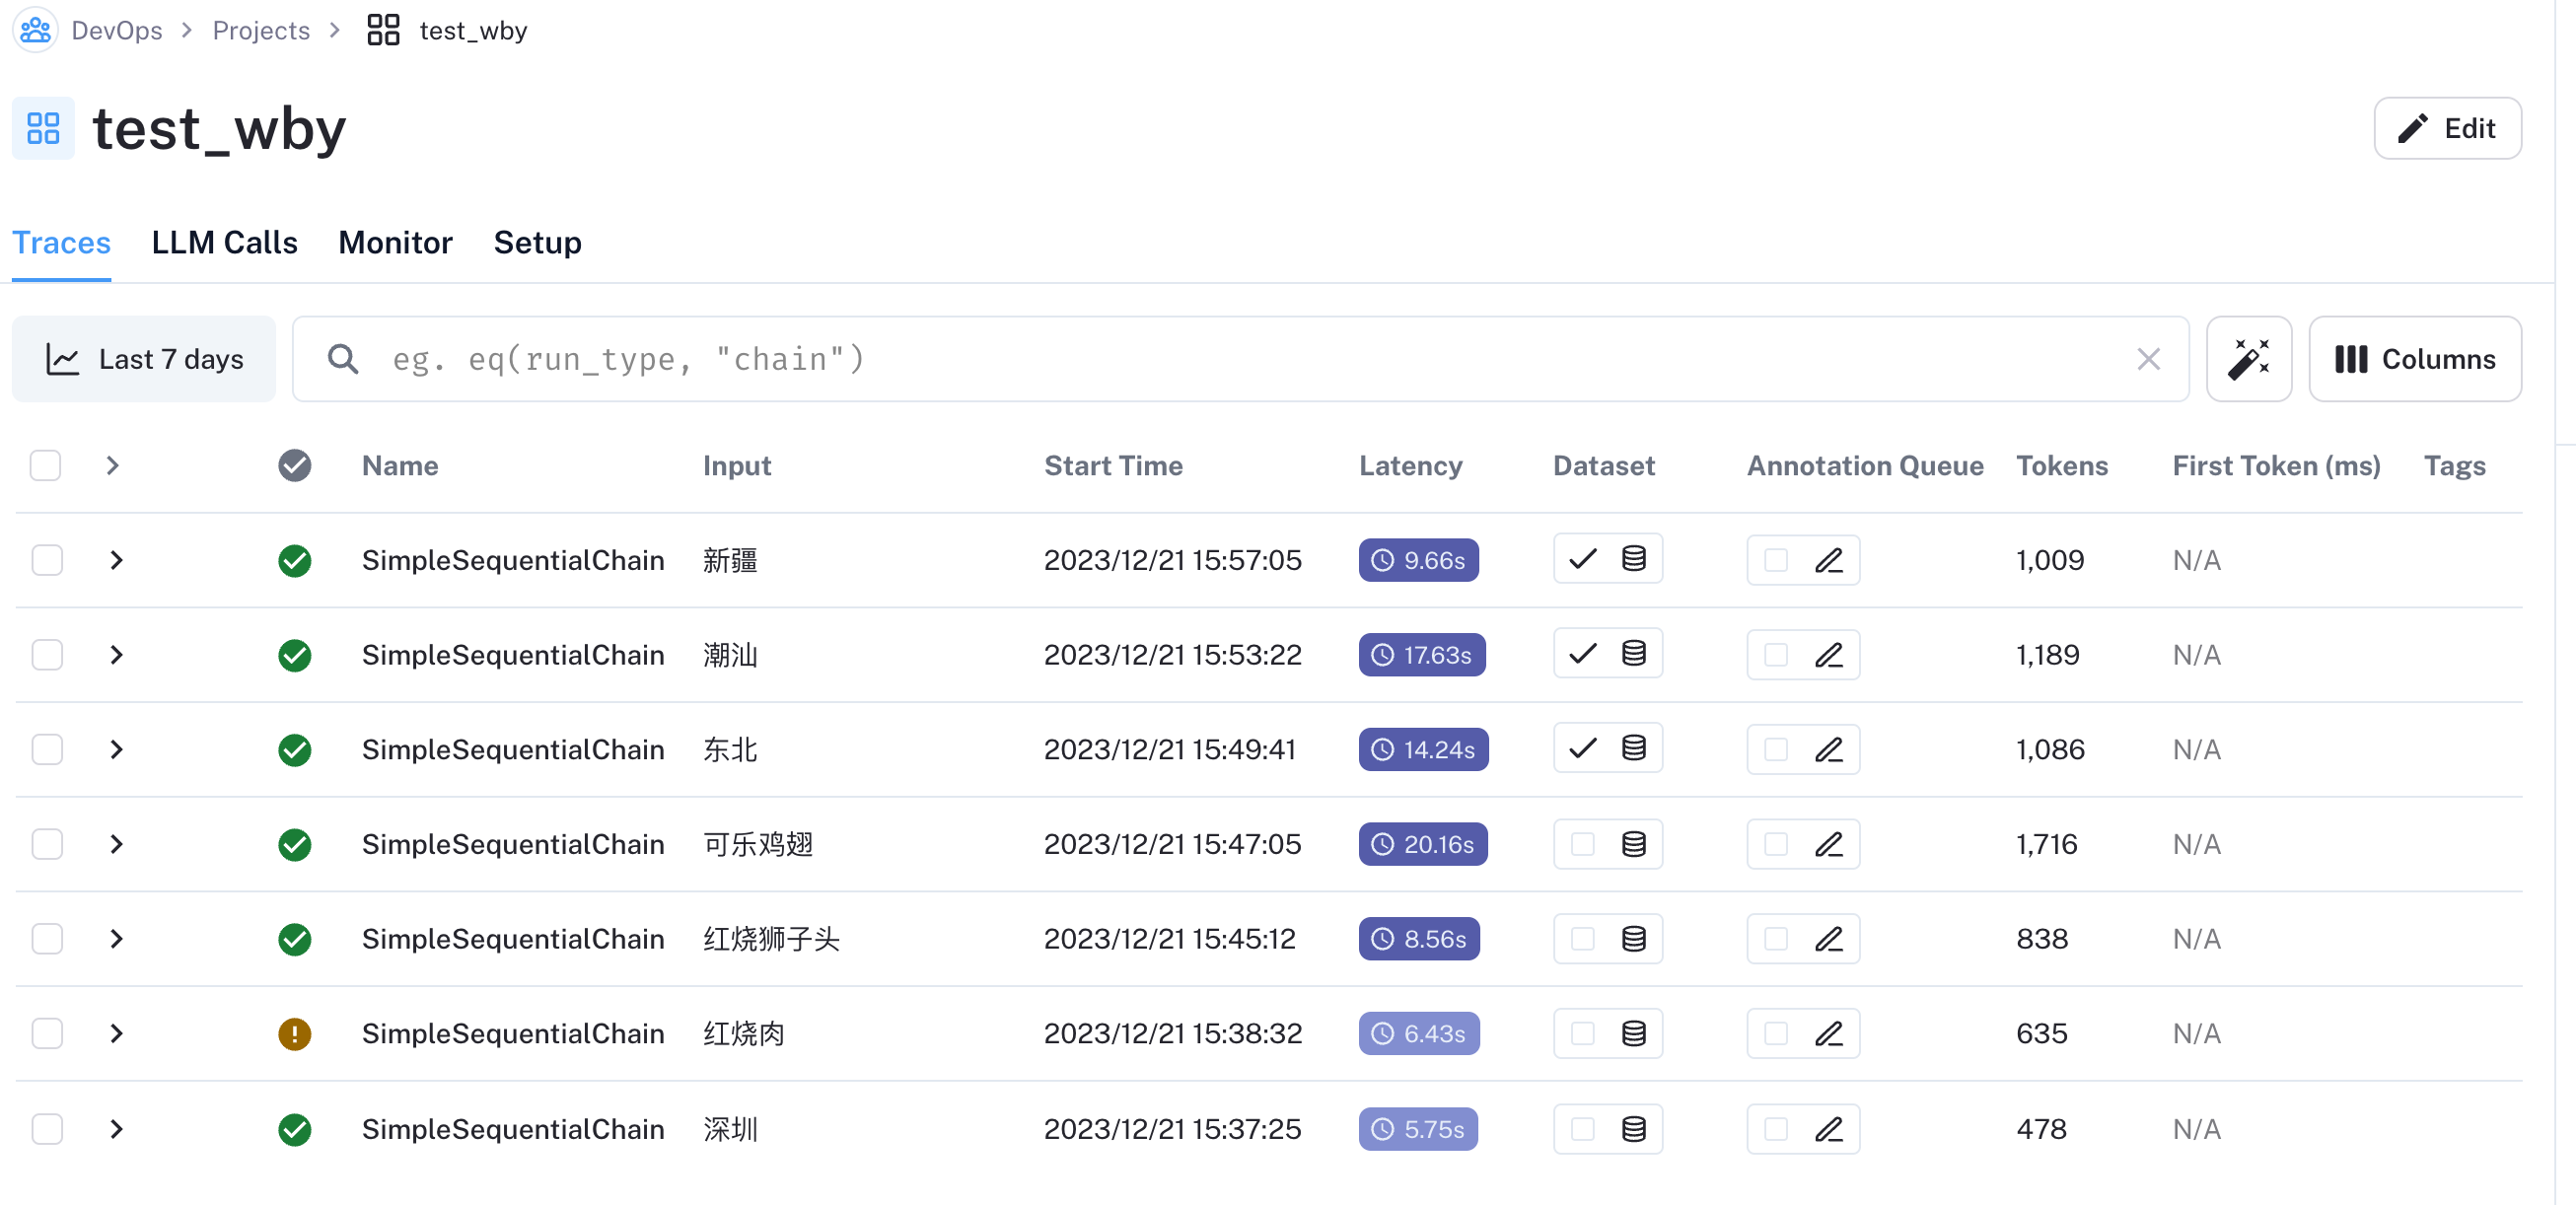 DevOps > Projects > test_wby
test_wby
Edit
Traces LLM Calls Monitor Setup
Last 7 days eg. eq(run_type, "chain") Columns
Name Input Start Time Latency Dataset Annotation Queue Tokens First Token (ms) Tags
SimpleSequentialChain 新疆 2023/12/21 15:57:05 9.66s 1,009 N/A
SimpleSequentialChain 潮汕 2023/12/21 15:53:22 17.63s 1,189 N/A
SimpleSequentialChain 东北 2023/12/21 15:49:41 14.24s 1,086 N/A
SimpleSequentialChain 可乐鸡翅 2023/12/21 15:47:05 20.16s 1,716 N/A
SimpleSequentialChain 红烧狮子头 2023/12/21 15:45:12 8.56s 838 N/A
SimpleSequentialChain 红烧肉 2023/12/21 15:38:32 6.43s 635 N/A
SimpleSequentialChain 深圳 2023/12/21 15:37:25 5.75s 478 N/A